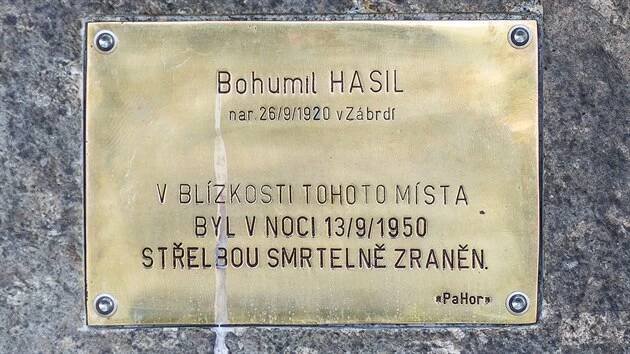 Bohumil HASIL
nar. 26/9/1920 v Zábrdí
V BLÍZKOSTI TOHOTO MÍSTA
BYL V NOCI 13/9/1950
STŘELBOU SMRTELNĚ ZRANĚN.
*PaHor*